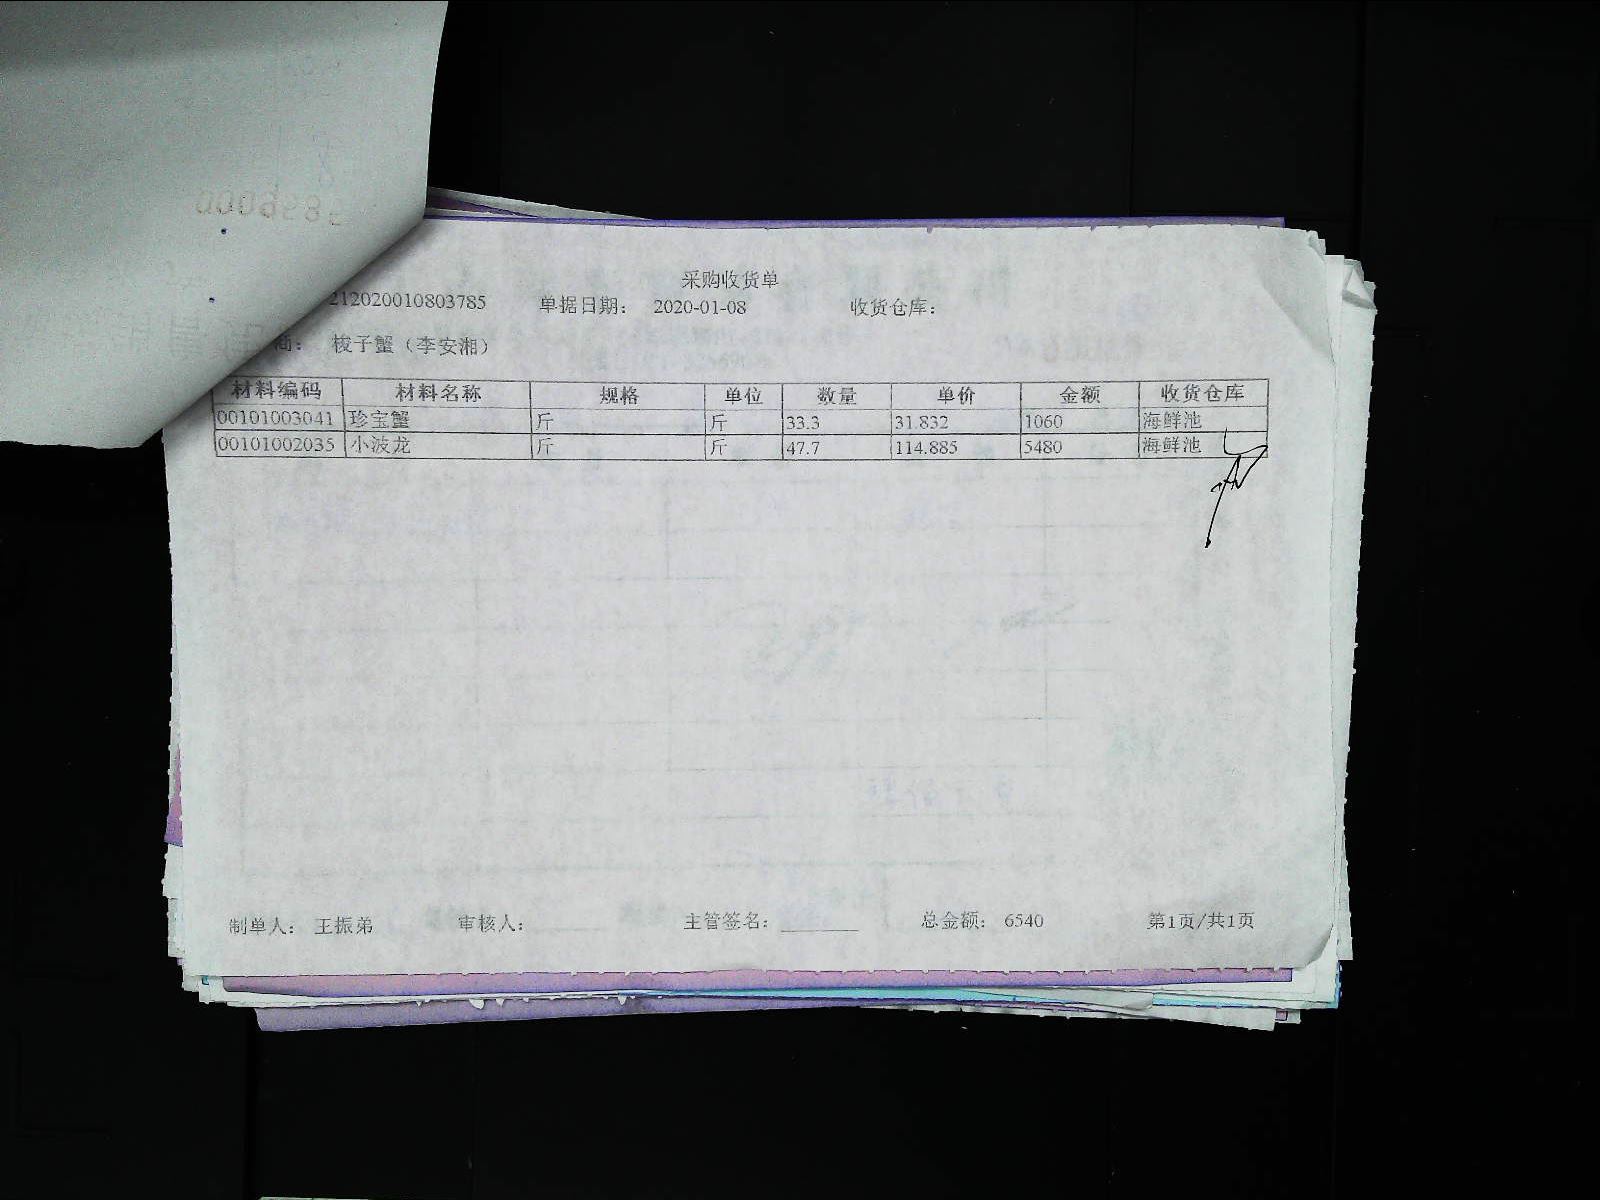 采购收货单
212020010803785 单据日期： 2020-01-08 收货仓库：
商： 梭子蟹（李安湘）
材料编码 材料名称 规格 单位 数量 单价 金额 收货仓库
00101003041 珍宝蟹 斤 斤 33.3 31.832 1060 海鲜池
00101002035 小波龙 斤 斤 47.7 114.885 5480 海鲜池
制单人： 王振弟 审核人： 主管签名： 总金额： 6540 第1页/共1页